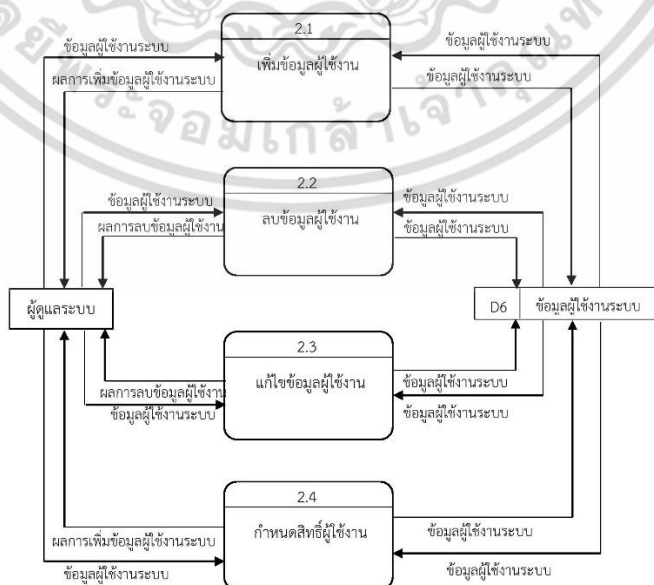 2.1
ข้อมูลผู้ใช้งานระบบ
ข้อมูลผู้ใช้งานระบบ
เพิ่มข้อมูลผู้ใช้งาน
ผลการเพิ่มข้อมูลผู้ใช้งานระบบ
ข้อมูลผู้ใช้งานระบบ
พระจอมเกล้าเจ้าคุณท
2.2
ข้อมูลผู้ใช้งานระบบ
ข้อมูลผู้ใช้งานระบบ
ลบข้อมูลผู้ใช้งาน
ผลการลบข้อมูลผู้ใช้งาน
ข้อมูลผู้ใช้งานระบบ
ผู้ดูแลระบบ
D6 ข้อมูลผู้ใช้งานระบบ
2.3
แก้ไขข้อมูลผู้ใช้งาน
ผลการลบข้อมูลผู้ใช้งาน
ข้อมูลผู้ใช้งานระบบ
ข้อมูลผู้ใช้งานระบบ
ข้อมูลผู้ใช้งานระบบ
2.4
กำหนดสิทธิ์ผู้ใช้งาน
ผลการเพิ่มข้อมูลผู้ใช้งานระบบ
ข้อมูลผู้ใช้งานระบบ
ข้อมูลผู้ใช้งานระบบ
ข้อมูลผู้ใช้งานระบบ